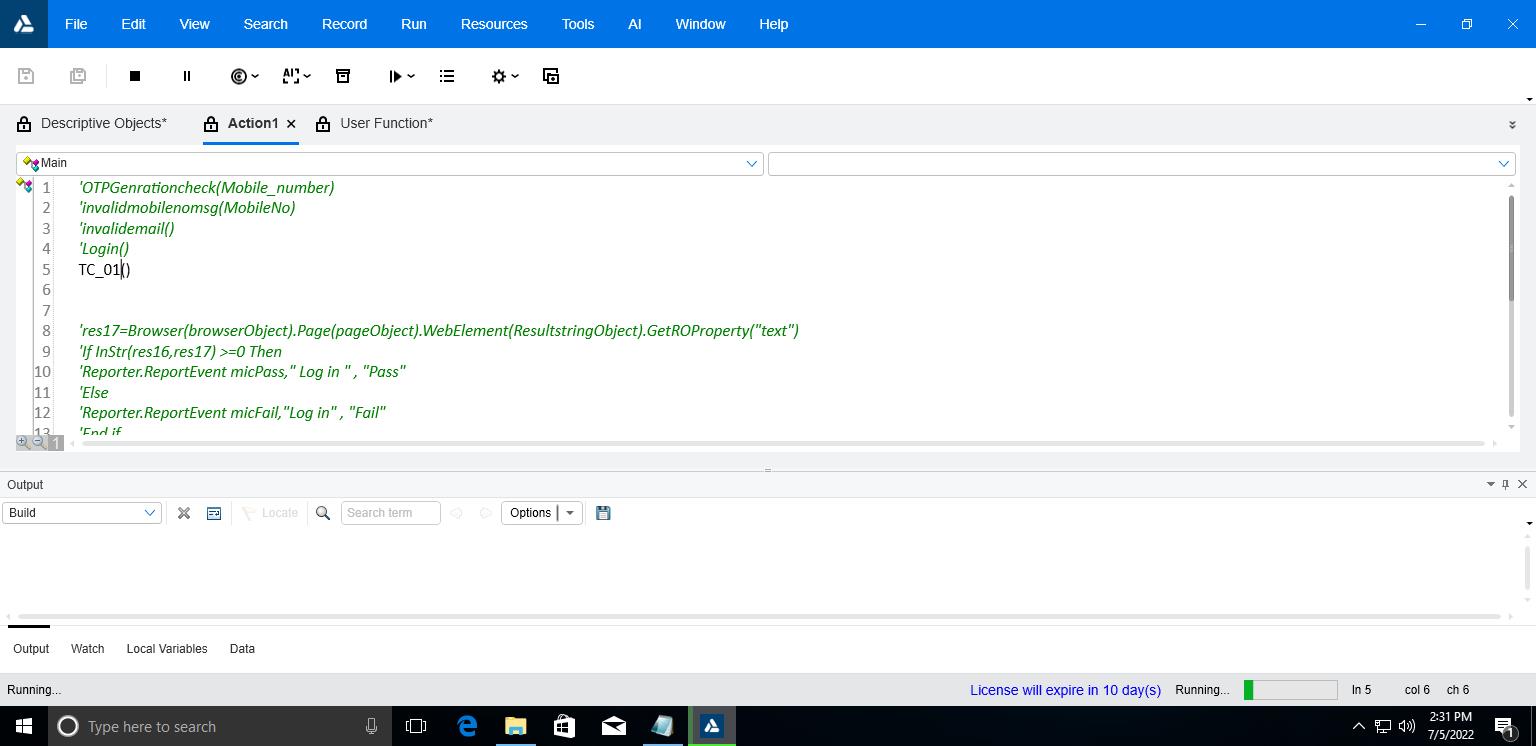 File Edit View Search Record Run Resources Tools AI Window Help
AI
Descriptive Objects* Action1 User Function*
Main
1 'OTPGenrationcheck(Mobile_number)
2 'invalidmobilenomsg(MobileNo)
3 'invalidemail()
4 'Login()
5 TC_01()
6
7
8 'res17=Browser(browserObject).Page(pageObject).WebElement(ResultstringObject).GetROProperty("text")
9 'If InStr(res16,res17) >=0 Then
10 'Reporter.ReportEvent micPass," Log in " , "Pass"
11 'Else
12 'Reporter.ReportEvent micFail,"Log in" , "Fail"
13 'End if
1
Output
Build Locate Search term Options
Output Watch Local Variables Data
Running... License will expire in 10 day(s) Running... ln 5 col 6 ch 6
Type here to search
2:31 PM
7/5/2022
1